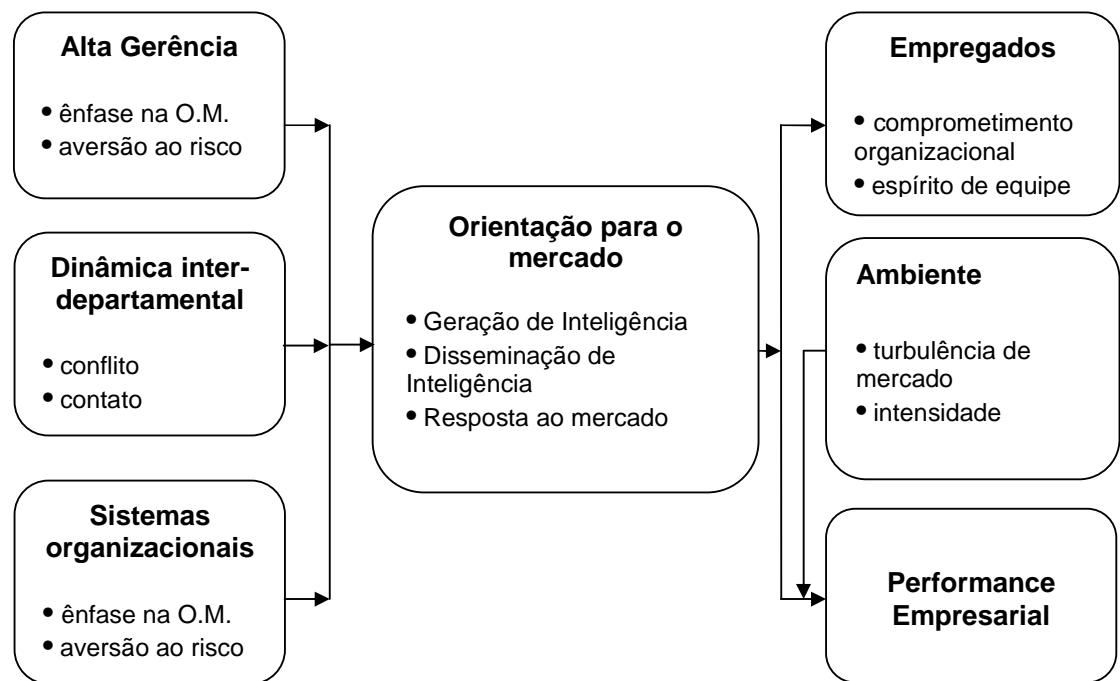 Alta Gerência
• ênfase na O.M.
• aversão ao risco
Dinâmica inter-
departamental
• conflito
• contato
Sistemas
organizacionais
• ênfase na O.M.
• aversão ao risco
Orientação para o
mercado
• Geração de Inteligência
• Disseminação de
Inteligência
• Resposta ao mercado
Empregados
• comprometimento
organizacional
• espírito de equipe
Ambiente
• turbulência de
mercado
• intensidade
Performance
Empresarial